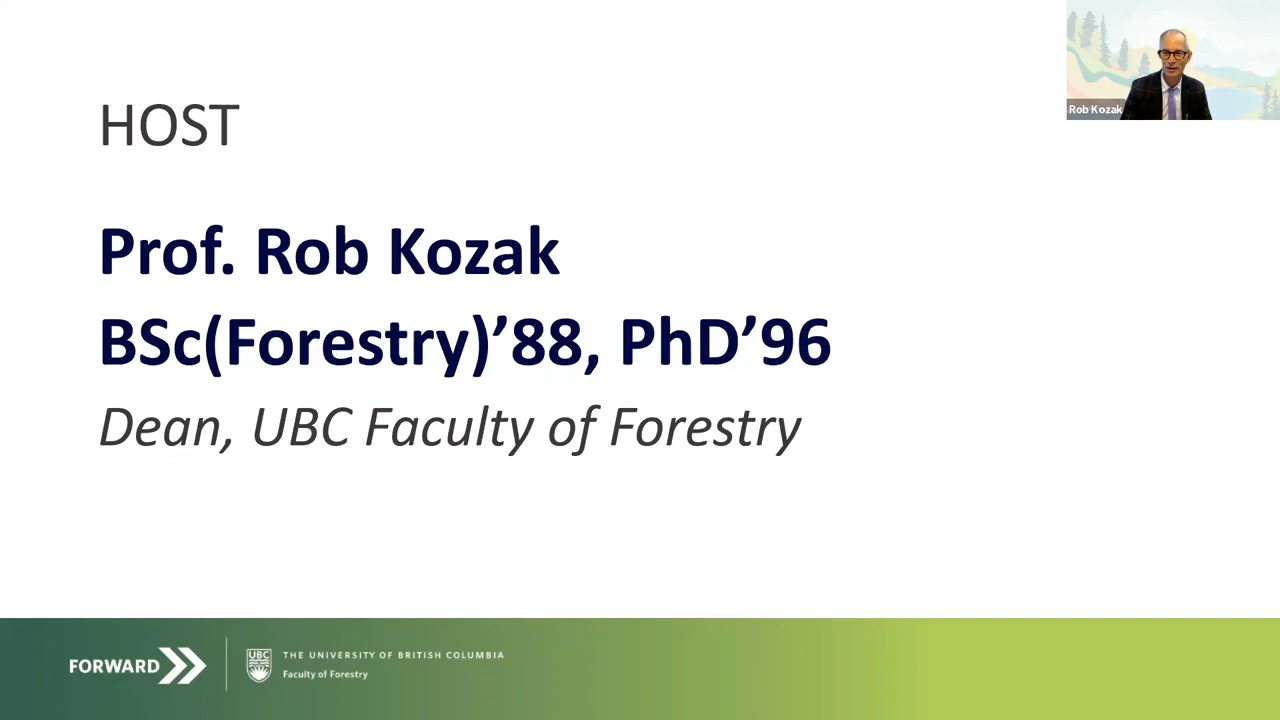 HOST
Prof. Rob Kozak
BSc(Forestry)’88, PhD’96
Dean, UBC Faculty of Forestry
Rob Kozak
FORWARD
UBC
THE UNIVERSITY OF BRITISH COLUMBIA
Faculty of Forestry